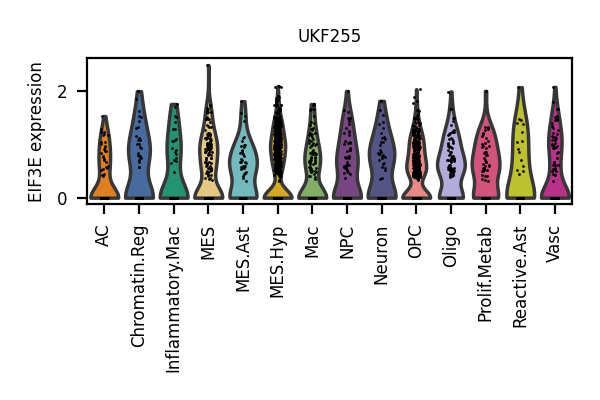 UKF255
EIF3E expression
2
0
AC
Chromatin.Reg
Inflammatory.Mac
MES
MES.Ast
MES.Hyp
Mac
NPC
Neuron
OPC
Oligo
Prolif.Metab
Reactive.Ast
Vasc